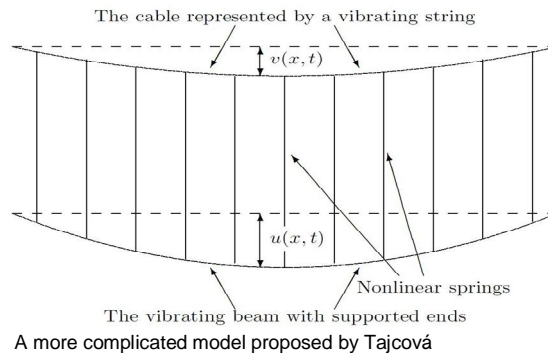 The cable represented by a vibrating string
v(x, t)
u(x, t)
Nonlinear springs
The vibrating beam with supported ends
A more complicated model proposed by Tajcová